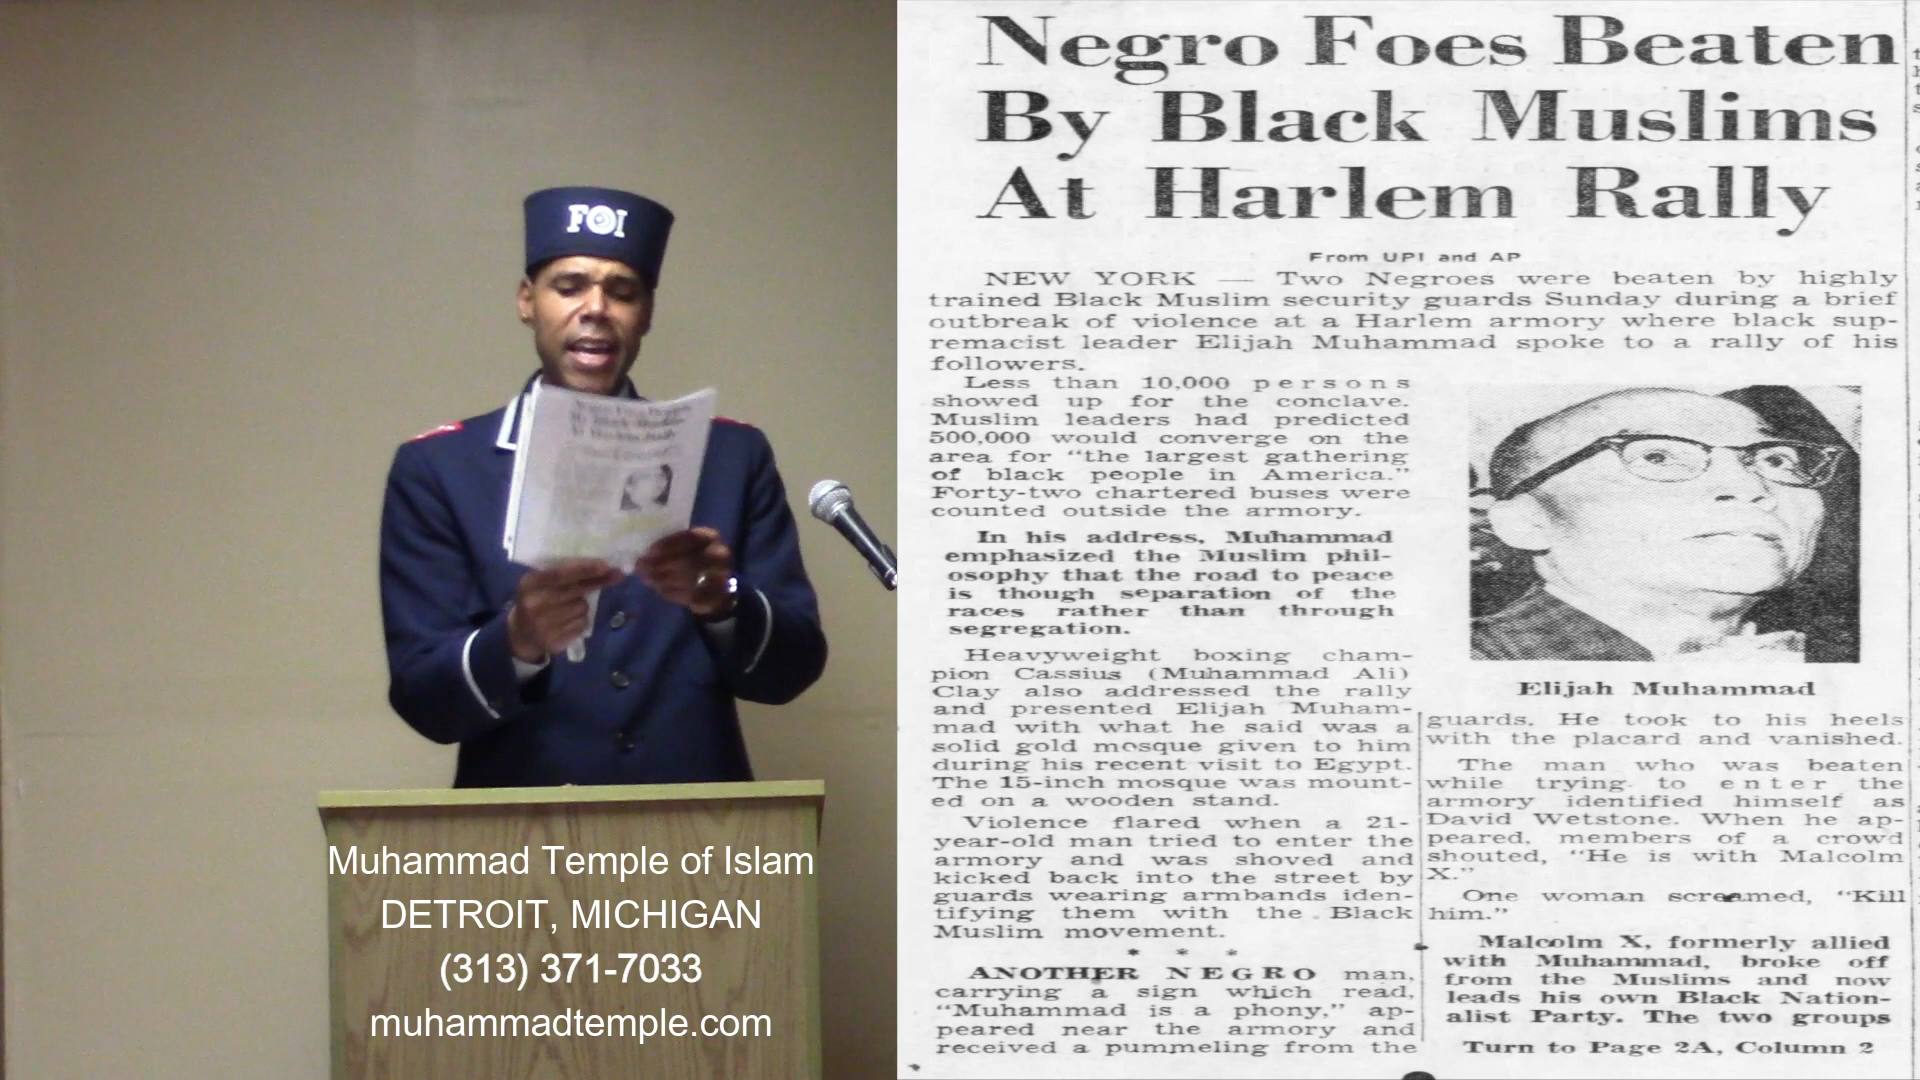 FOI
Muhammad Temple of Islam
DETROIT, MICHIGAN
(313) 371-7033
muhammadtemple.com
Negro Foes Beaten
By Black Muslims
At Harlem Rally
From UPI and AP
NEW YORK — Two Negroes were beaten by highly
trained Black Muslim security guards Sunday during a brief
outbreak of violence at a Harlem armory where black sup-
remacist leader Elijah Muhammad spoke to a rally of his
followers.
Less than 10,000 persons
showed up for the conclave.
Muslim leaders had predicted
500,000 would converge on the
area for "the largest gathering
of black people in America."
Forty-two chartered buses were
counted outside the armory.
In his address, Muhammad
emphasized the Muslim phil-
osophy that the road to peace
is though separation of the
races rather than through
segregation.
Heavyweight boxing cham-
pion Cassius (Muhammad Ali)
Clay also addressed the rally
and presented Elijah Muham-
mad with what he said was a
solid gold mosque given to him
during his recent visit to Egypt.
The 15-inch mosque was mount-
ed on a wooden stand.
Violence flared when a 21-
year-old man tried to enter the
armory and was shoved and
kicked back into the street by
guards wearing armbands iden-
tifying them with the Black
Muslim movement.
* * *
ANOTHER NEGRO man,
carrying a sign which read,
"Muhammad is a phony," ap-
peared near the armory and
received a pummeling from the
Elijah Muhammad
guards. He took to his heels
with the placard and vanished.
The man who was beaten
while trying to enter the
armory identified himself as
David Wetstone. When he ap-
peared, members of a crowd
shouted, "He is with Malcolm
X."
One woman screamed, "Kill
him."
Malcolm X, formerly allied
with Muhammad, broke off
from the Muslims and now
leads his own Black Nation-
alist Party. The two groups
Turn to Page 2A, Column 2